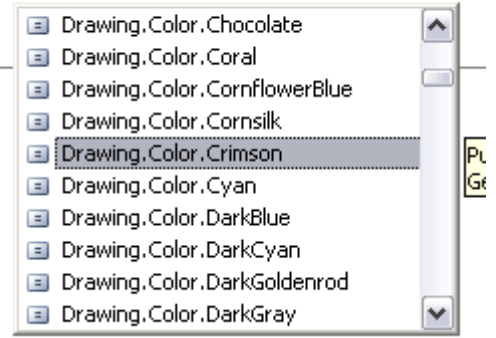 Drawing.Color.Chocolate
Drawing.Color.Coral
Drawing.Color.CornflowerBlue
Drawing.Color.Cornsilk
Drawing.Color.Crimson
Drawing.Color.Cyan
Drawing.Color.DarkBlue
Drawing.Color.DarkCyan
Drawing.Color.DarkGoldenrod
Drawing.Color.DarkGray